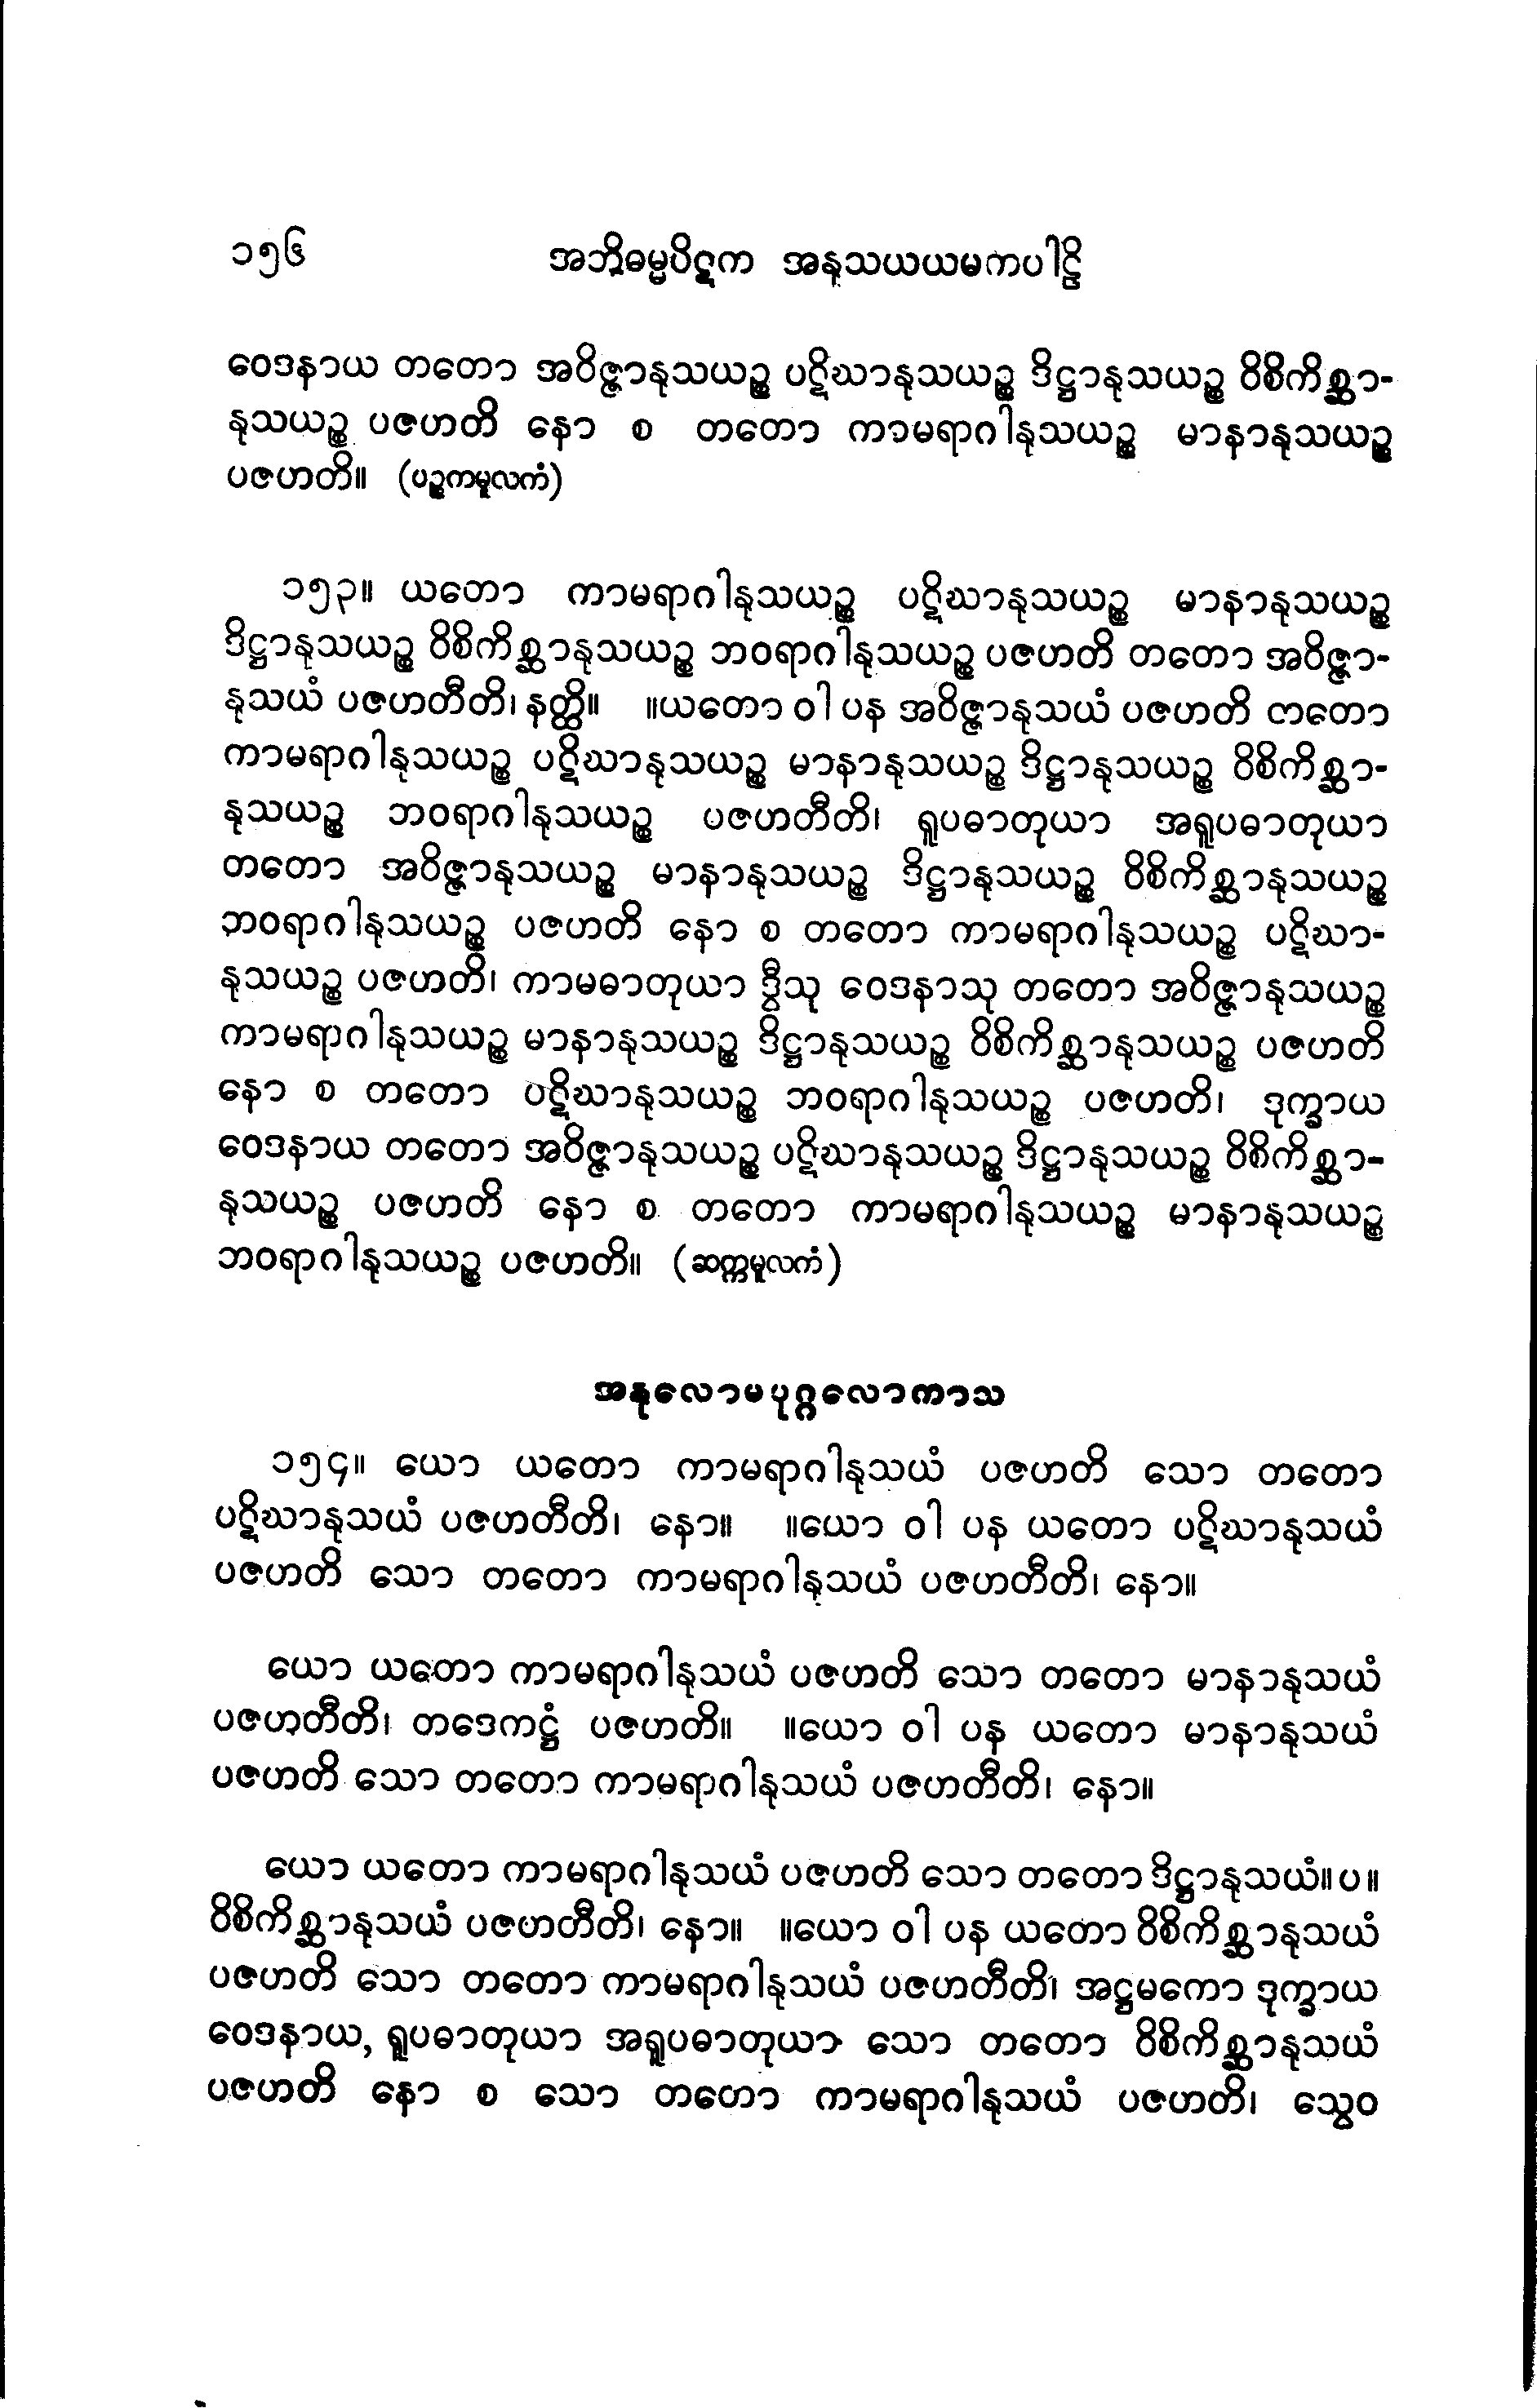 ၁၅၆ အဘိဓမ္မပိဋက အနုသယယမကပါဠိ
ဝေဒနာယ တတော အဝိဇ္ဇာနုသယဉ္စ ပဋိဃာနုသယဉ္စ ဒိဋ္ဌာနုသယဉ္စ ဝိစိကိစ္ဆာ-
နုသယဉ္စ ပဇဟတိ နော စ တတော ကာမရာဂါနုသယဉ္စ မာနာနုသယဉ္စ
ပဇဟတိ။ (ပဉ္စကမူလကံ)
၁၅၃။ ယတော ကာမရာဂါနုသယဉ္စ ပဋိဃာနုသယဉ္စ မာနာနုသယဉ္စ
ဒိဋ္ဌာနုသယဉ္စ ဝိစိကိစ္ဆာနုသယဉ္စ ဘဝရာဂါနုသယဉ္စ ပဇဟတိ တတော အဝိဇ္ဇာ-
နုသယံ ပဇဟတီတိ၊ နတ္ထိ။ ။ယတော ဝါ ပန အဝိဇ္ဇာနုသယံ ပဇဟတိ တတော
ကာမရာဂါနုသယဉ္စ ပဋိဃာနုသယဉ္စ မာနာနုသယဉ္စ ဒိဋ္ဌာနုသယဉ္စ ဝိစိကိစ္ဆာ-
နုသယဉ္စ ဘဝရာဂါနုသယဉ္စ ပဇဟတီတိ၊ ရူပဓာတုယာ အရူပဓာတုယာ
တတော အဝိဇ္ဇာနုသယဉ္စ မာနာနုသယဉ္စ ဒိဋ္ဌာနုသယဉ္စ ဝိစိကိစ္ဆာနုသယဉ္စ
ဘဝရာဂါနုသယဉ္စ ပဇဟတိ နော စ တတော ကာမရာဂါနုသယဉ္စ ပဋိဃာ-
နုသယဉ္စ ပဇဟတိ၊ ကာမဓာတုယာ ဒွီသု ဝေဒနာသု တတော အဝိဇ္ဇာနုသယဉ္စ
ကာမရာဂါနုသယဉ္စ မာနာနုသယဉ္စ ဒိဋ္ဌာနုသယဉ္စ ဝိစိကိစ္ဆာနုသယဉ္စ ပဇဟတိ
နော စ တတော ပဋိဃာနုသယဉ္စ ဘဝရာဂါနုသယဉ္စ ပဇဟတိ၊ ဒုက္ခာယ
ဝေဒနာယ တတော အဝိဇ္ဇာနုသယဉ္စ ပဋိဃာနုသယဉ္စ ဒိဋ္ဌာနုသယဉ္စ ဝိစိကိစ္ဆာ-
နုသယဉ္စ ပဇဟတိ နော စ တတော ကာမရာဂါနုသယဉ္စ မာနာနုသယဉ္စ
ဘဝရာဂါနုသယဉ္စ ပဇဟတိ။ (ဆက္ကမူလကံ)
အနုလောမပုဂ္ဂလောကာသ
၁၅၄။ ယော ယတော ကာမရာဂါနုသယံ ပဇဟတိ သော တတော
ပဋိဃာနုသယံ ပဇဟတီတိ၊ နော။ ။ယော ဝါ ပန ယတော ပဋိဃာနုသယံ
ပဇဟတိ သော တတော ကာမရာဂါနုသယံ ပဇဟတီတိ၊ နော။
ယော ယတော ကာမရာဂါနုသယံ ပဇဟတိ သော တတော မာနာနုသယံ
ပဇဟတီတိ၊ တဒေကဋ္ဌံ ပဇဟတိ။ ။ယော ဝါ ပန ယတော မာနာနုသယံ
ပဇဟတိ သော တတော ကာမရာဂါနုသယံ ပဇဟတီတိ၊ နော။
ယော ယတော ကာမရာဂါနုသယံ ပဇဟတိ သော တတော ဒိဋ္ဌာနုသယံ။ ပ။
ဝိစိကိစ္ဆာနုသယံ ပဇဟတီတိ၊ နော။ ။ယော ဝါ ပန ယတော ဝိစိကိစ္ဆာနုသယံ
ပဇဟတိ သော တတော ကာမရာဂါနုသယံ ပဇဟတီတိ၊ အဋ္ဌမကော ဒုက္ခာယ
ဝေဒနာယ, ရူပဓာတုယာ အရူပဓာတုယာ သော တတော ဝိစိကိစ္ဆာနုသယံ
ပဇဟတိ နော စ သော တတော ကာမရာဂါနုသယံ ပဇဟတိ၊ သွေဝ